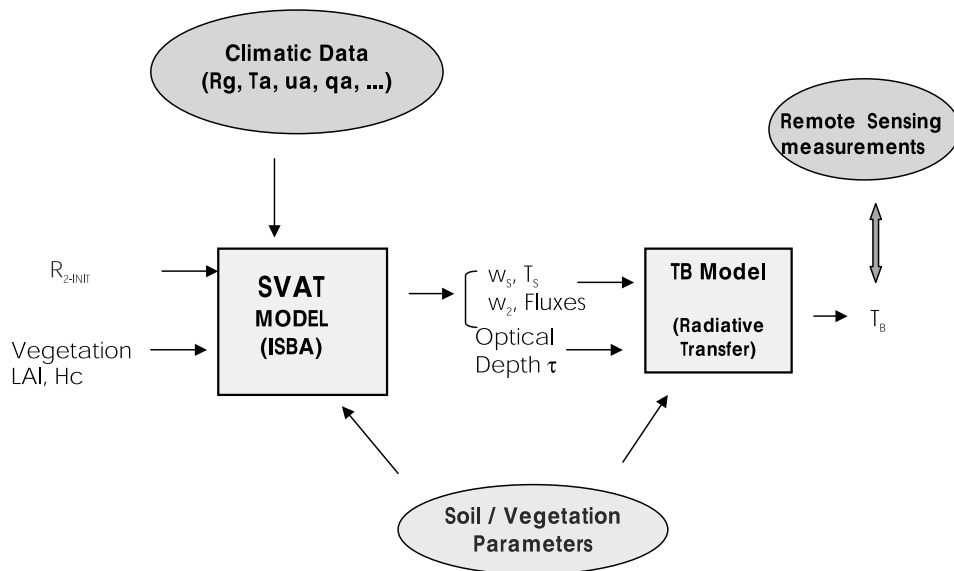 Climatic Data
(Rg, Ta, ua, qa, ...)
Remote Sensing
measurements
R2-INIT
SVAT
MODEL
(ISBA)
Vegetation
LAI, Hc
ws, Ts
w2, Fluxes
Optical
Depth τ
TB Model
(Radiative
Transfer)
TB
Soil / Vegetation
Parameters